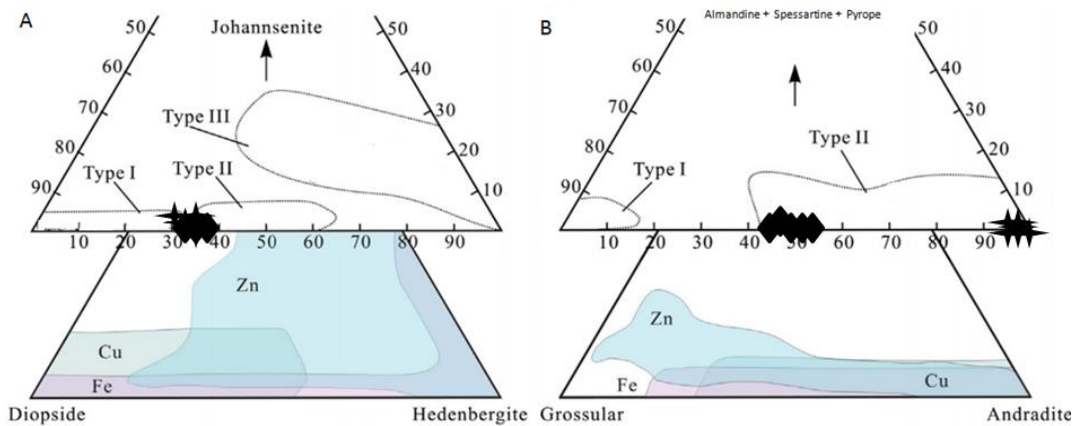 A
50
Johannsenite
50
60
40
70
Type III
30
80
20
Type I
Type II
90
10
10 20 30 40 50 60 70 80 90
Zn
Cu
Fe
Diopside
Hedenbergite
B
Almandine + Spessartine + Pyrope
50
50
60
40
70
30
Type II
80
20
Type I
90
10
10 20 30 40 50 60 70 80 90
Zn
Fe
Cu
Grossular
Andradite